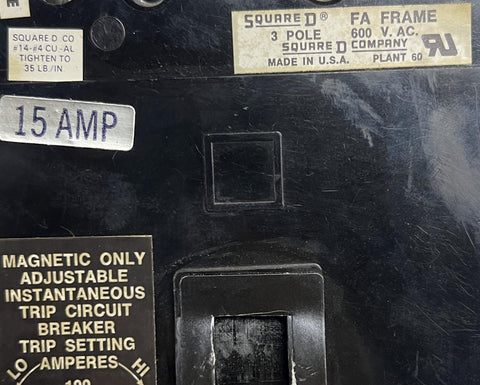 E
SQUARE D CO
#14-#4 CU-AL
TIGHTEN TO
35 LB/IN.
SQUARE D® FA FRAME
3 POLE 600 V. AC.
SQUARE D COMPANY
MADE IN U.S.A. PLANT 60
RU
15 AMP
MAGNETIC ONLY
ADJUSTABLE
INSTANTANEOUS
TRIP CIRCUIT
BREAKER
TRIP SETTING
LO AMPERES HI
100